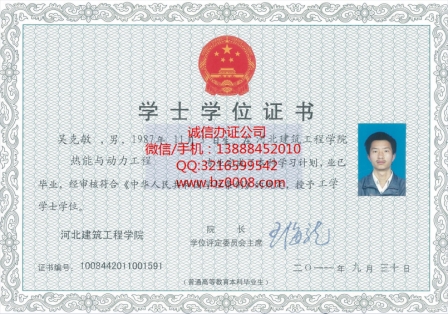 学士学位证书
吴克敏，男，1987年11月 河北建筑工程学院
诚信办证公司
微信/手机：13888452010
热能与动力工程 学习计划，业已
QQ:3216599542
毕业，经审核符合《中华人民共 授予工学
www.bz0008.com
学士学位。
河北建筑工程学院
院长
学位评定委员会主席
证书编号：1008442011001591
二〇一一年九月三十日
（普通高等教育本科毕业生）